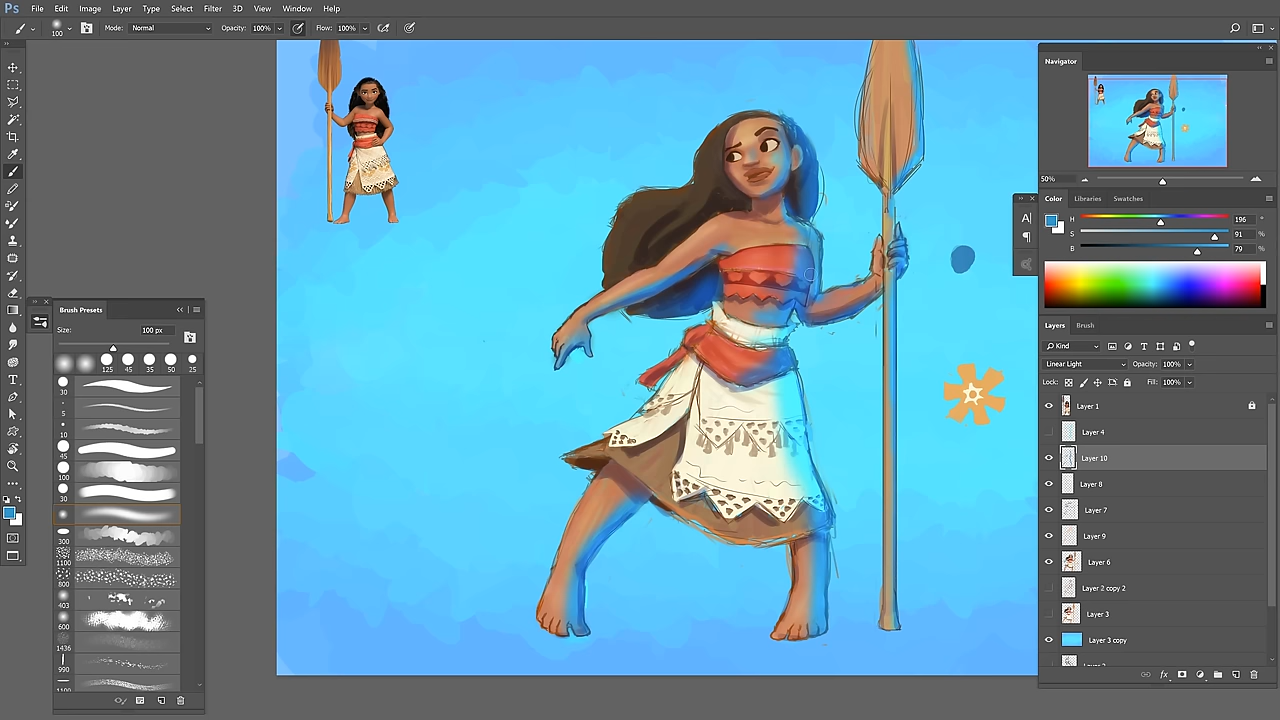 Ps File Edit Image Layer Type Select Filter 3D View Window Help
100 Mode: Normal Opacity: 100% Flow: 100%
Navigator
50%
Color Libraries Swatches
H 196 °
S 91 %
B 79 %
A
Layers Brush
Kind
Linear Light Opacity: 100%
Lock: Fill: 100%
Layer 1
Layer 4
Layer 10
Layer 8
Layer 7
Layer 9
Layer 6
Layer 2 copy 2
Layer 3
Layer 3 copy
Brush Presets
Size: 100 px
125 45 35 50 25
30
5
10
45
100
30
300
1100
800
403
600
1436
990
1100